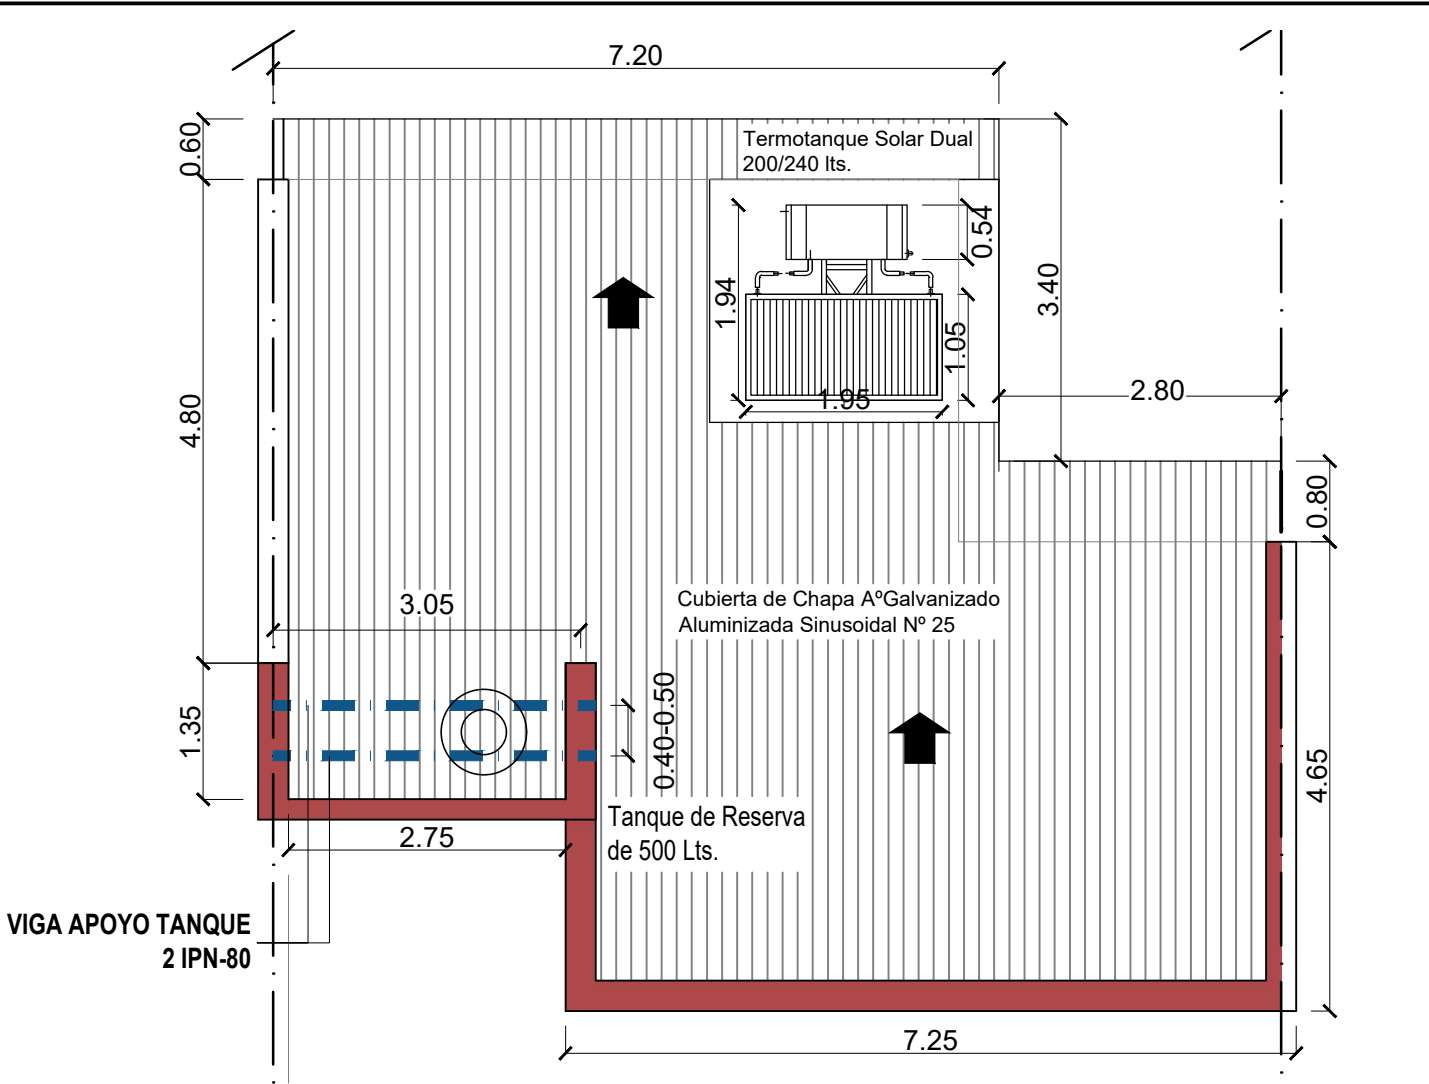 7.20
0.60
Termotanque Solar Dual
200/240 lts.
0.54
1.94
3.40
1.05
1.95
2.80
4.80
0.80
3.05
Cubierta de Chapa AºGalvanizado
Aluminizada Sinusoidal Nº 25
1.35
0.40-0.50
4.65
Tanque de Reserva
de 500 Lts.
2.75
VIGA APOYO TANQUE
2 IPN-80
7.25